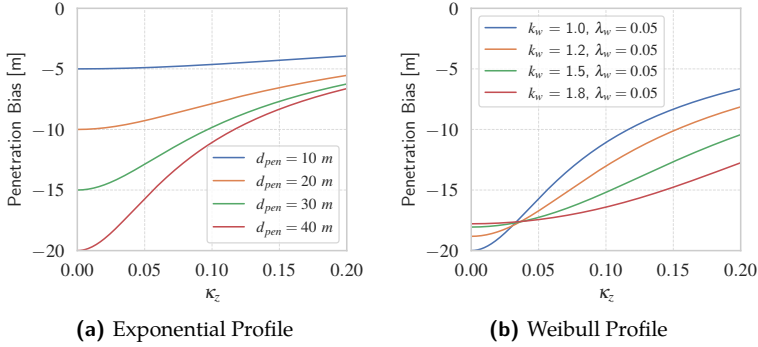 0
−5
−10
−15
−20
Penetration Bias [m]
d_pen = 10 m
d_pen = 20 m
d_pen = 30 m
d_pen = 40 m
0.00 0.05 0.10 0.15 0.20
κ_z
(a) Exponential Profile
0
−5
−10
−15
−20
Penetration Bias [m]
k_w = 1.0, λ_w = 0.05
k_w = 1.2, λ_w = 0.05
k_w = 1.5, λ_w = 0.05
k_w = 1.8, λ_w = 0.05
0.00 0.05 0.10 0.15 0.20
κ_z
(b) Weibull Profile